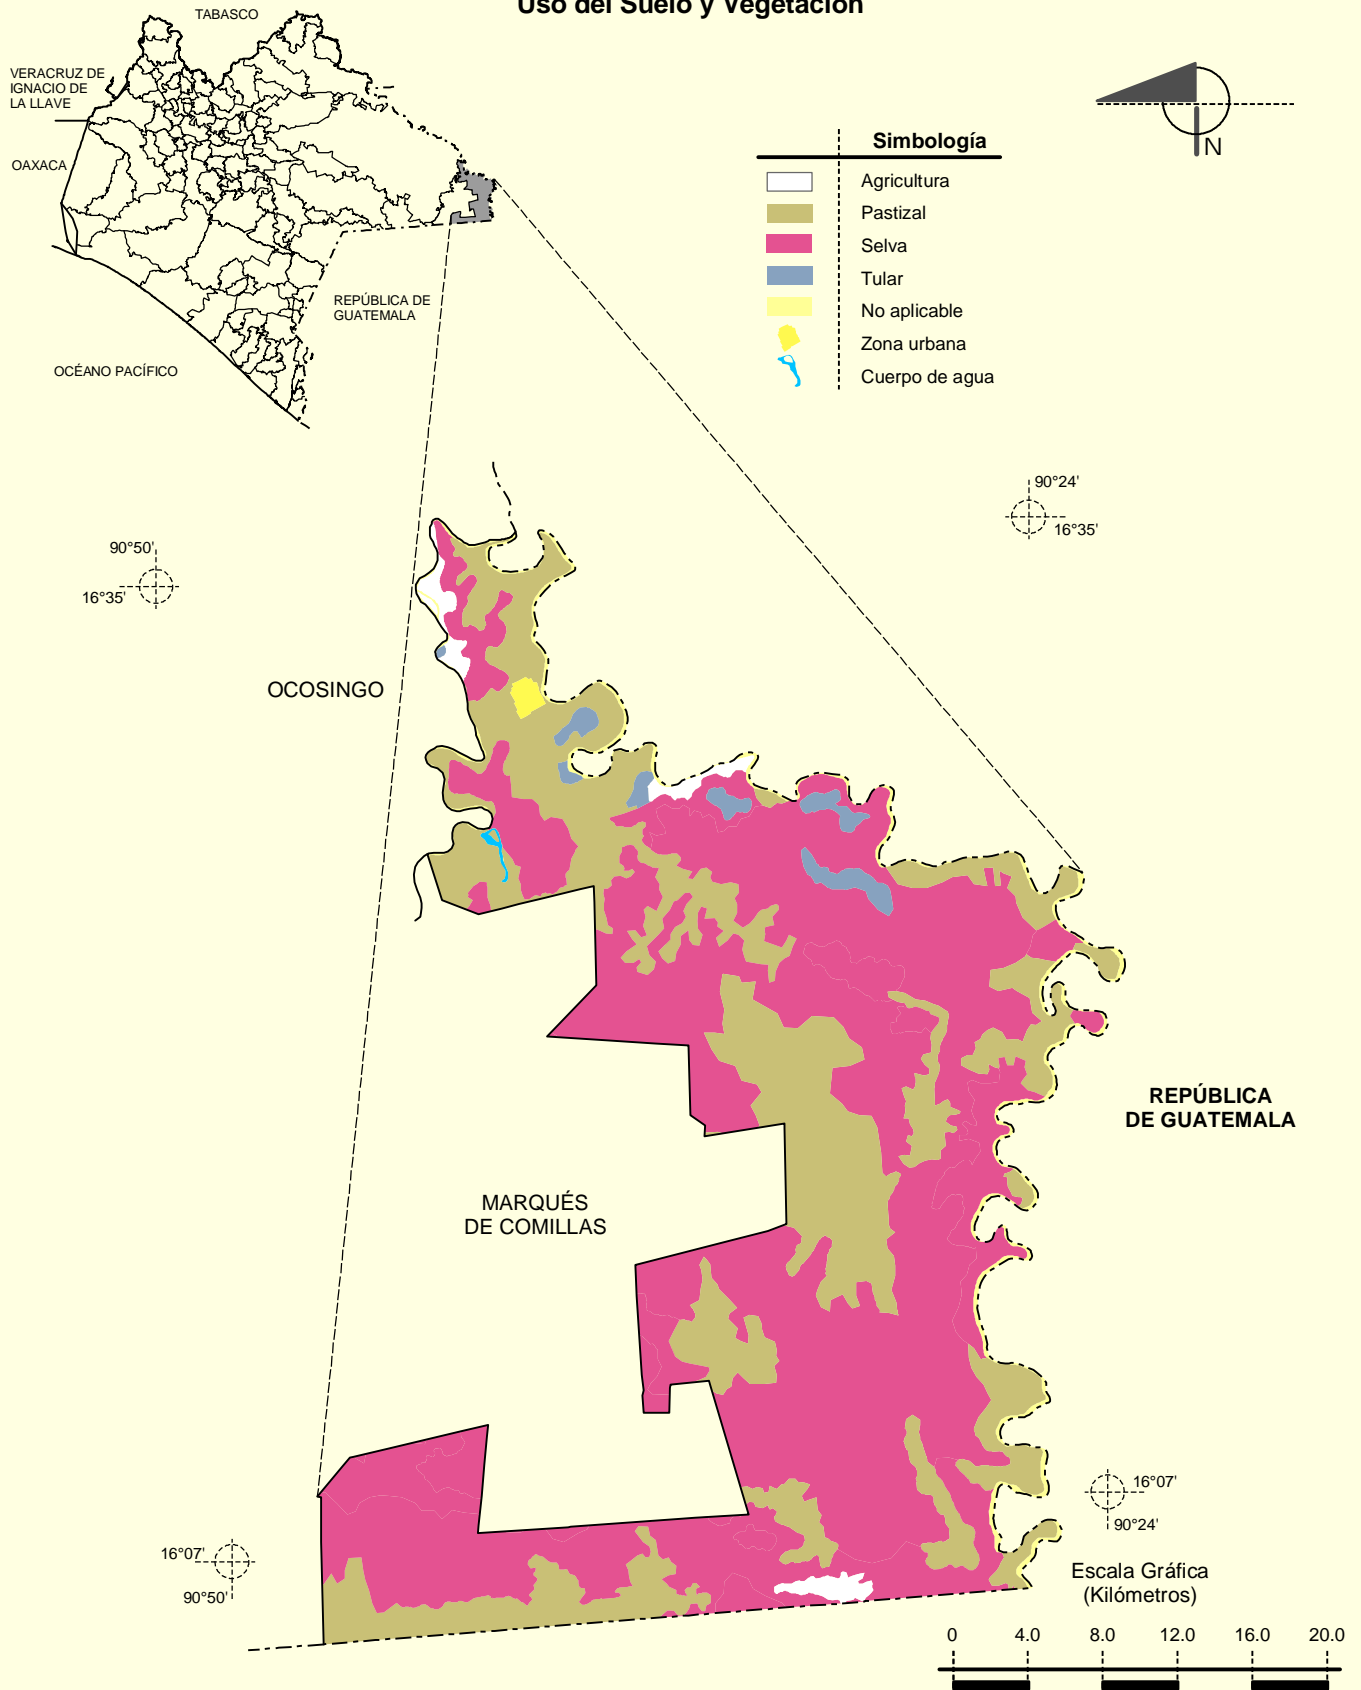 Uso del Suelo y Vegetación
TABASCO
VERACRUZ DE
IGNACIO DE
LA LLAVE
OAXACA
REPÚBLICA DE
GUATEMALA
OCÉANO PACÍFICO
N
Simbología
Agricultura
Pastizal
Selva
Tular
No aplicable
Zona urbana
Cuerpo de agua
90°24'
16°35'
90°50'
16°35'
OCOSINGO
REPÚBLICA
DE GUATEMALA
MARQUÉS
DE COMILLAS
16°07'
90°24'
16°07'
90°50'
Escala Gráfica
(Kilómetros)
0 4.0 8.0 12.0 16.0 20.0